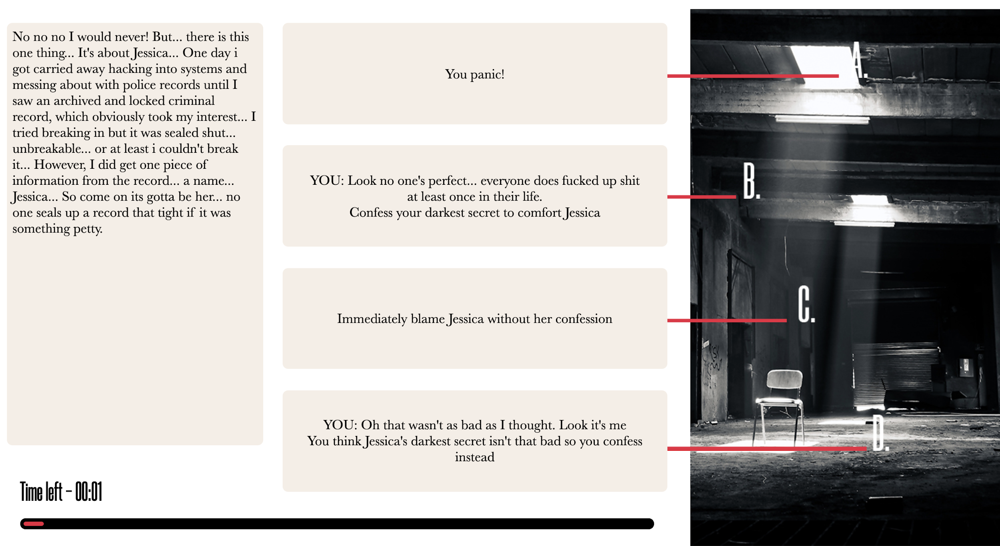 No no no I would never! But... there is this
one thing... It's about Jessica... One day i
got carried away hacking into systems and
messing about with police records until I
saw an archived and locked criminal
record, which obviously took my interest... I
tried breaking in but it was sealed shut...
unbreakable... or at least i couldn't break
it... However, I did get one piece of
information from the record... a name...
Jessica... So come on its gotta be her... no
one seals up a record that tight if it was
something petty.
Time left - 00:01
You panic!
YOU: Look no one's perfect... everyone does fucked up shit
at least once in their life.
Confess your darkest secret to comfort Jessica
Immediately blame Jessica without her confession
YOU: Oh that wasn't as bad as I thought. Look it's me
You think Jessica's darkest secret isn't that bad so you confess
instead
A.
B.
C.
D.